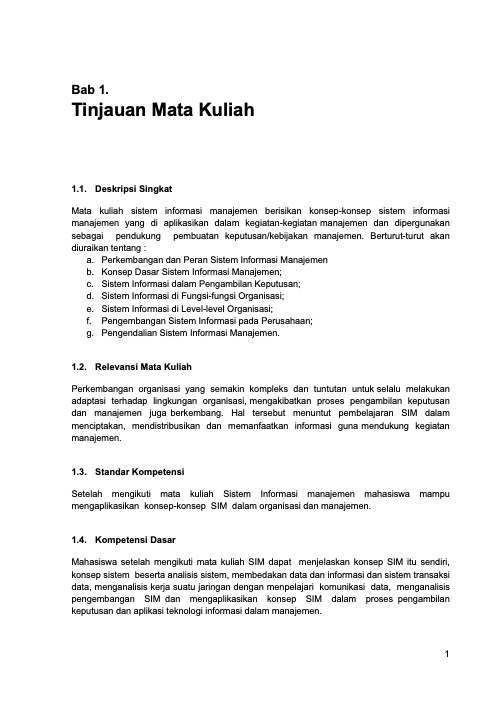 Bab 1.
Tinjauan Mata Kuliah
1.1. Deskripsi Singkat
Mata kuliah sistem informasi manajemen berisikan konsep-konsep sistem informasi
manajemen yang di aplikasikan dalam kegiatan-kegiatan manajemen dan dipergunakan
sebagai pendukung pembuatan keputusan/kebijakan manajemen. Berturut-turut akan
diuraikan tentang :
a. Perkembangan dan Peran Sistem Informasi Manajemen
b. Konsep Dasar Sistem Informasi Manajemen;
c. Sistem Informasi dalam Pengambilan Keputusan;
d. Sistem Informasi di Fungsi-fungsi Organisasi;
e. Sistem Informasi di Level-level Organisasi;
f. Pengembangan Sistem Informasi pada Perusahaan;
g. Pengendalian Sistem Informasi Manajemen.
1.2. Relevansi Mata Kuliah
Perkembangan organisasi yang semakin kompleks dan tuntutan untuk selalu melakukan
adaptasi terhadap lingkungan organisasi, mengakibatkan proses pengambilan keputusan
dan manajemen juga berkembang. Hal tersebut menuntut pembelajaran SIM dalam
menciptakan, mendistribusikan dan memanfaatkan informasi guna mendukung kegiatan
manajemen.
1.3. Standar Kompetensi
Setelah mengikuti mata kuliah Sistem Informasi manajemen mahasiswa mampu
mengaplikasikan konsep-konsep SIM dalam organisasi dan manajemen.
1.4. Kompetensi Dasar
Mahasiswa setelah mengikuti mata kuliah SIM dapat menjelaskan konsep SIM itu sendiri,
konsep sistem beserta analisis sistem, membedakan data dan informasi dan sistem transaksi
data, menganalisis kerja suatu jaringan dengan menpelajari komunikasi data, menganalisis
pengembangan SIM dan mengaplikasikan konsep SIM dalam proses pengambilan
keputusan dan aplikasi teknologi informasi dalam manajemen.
1